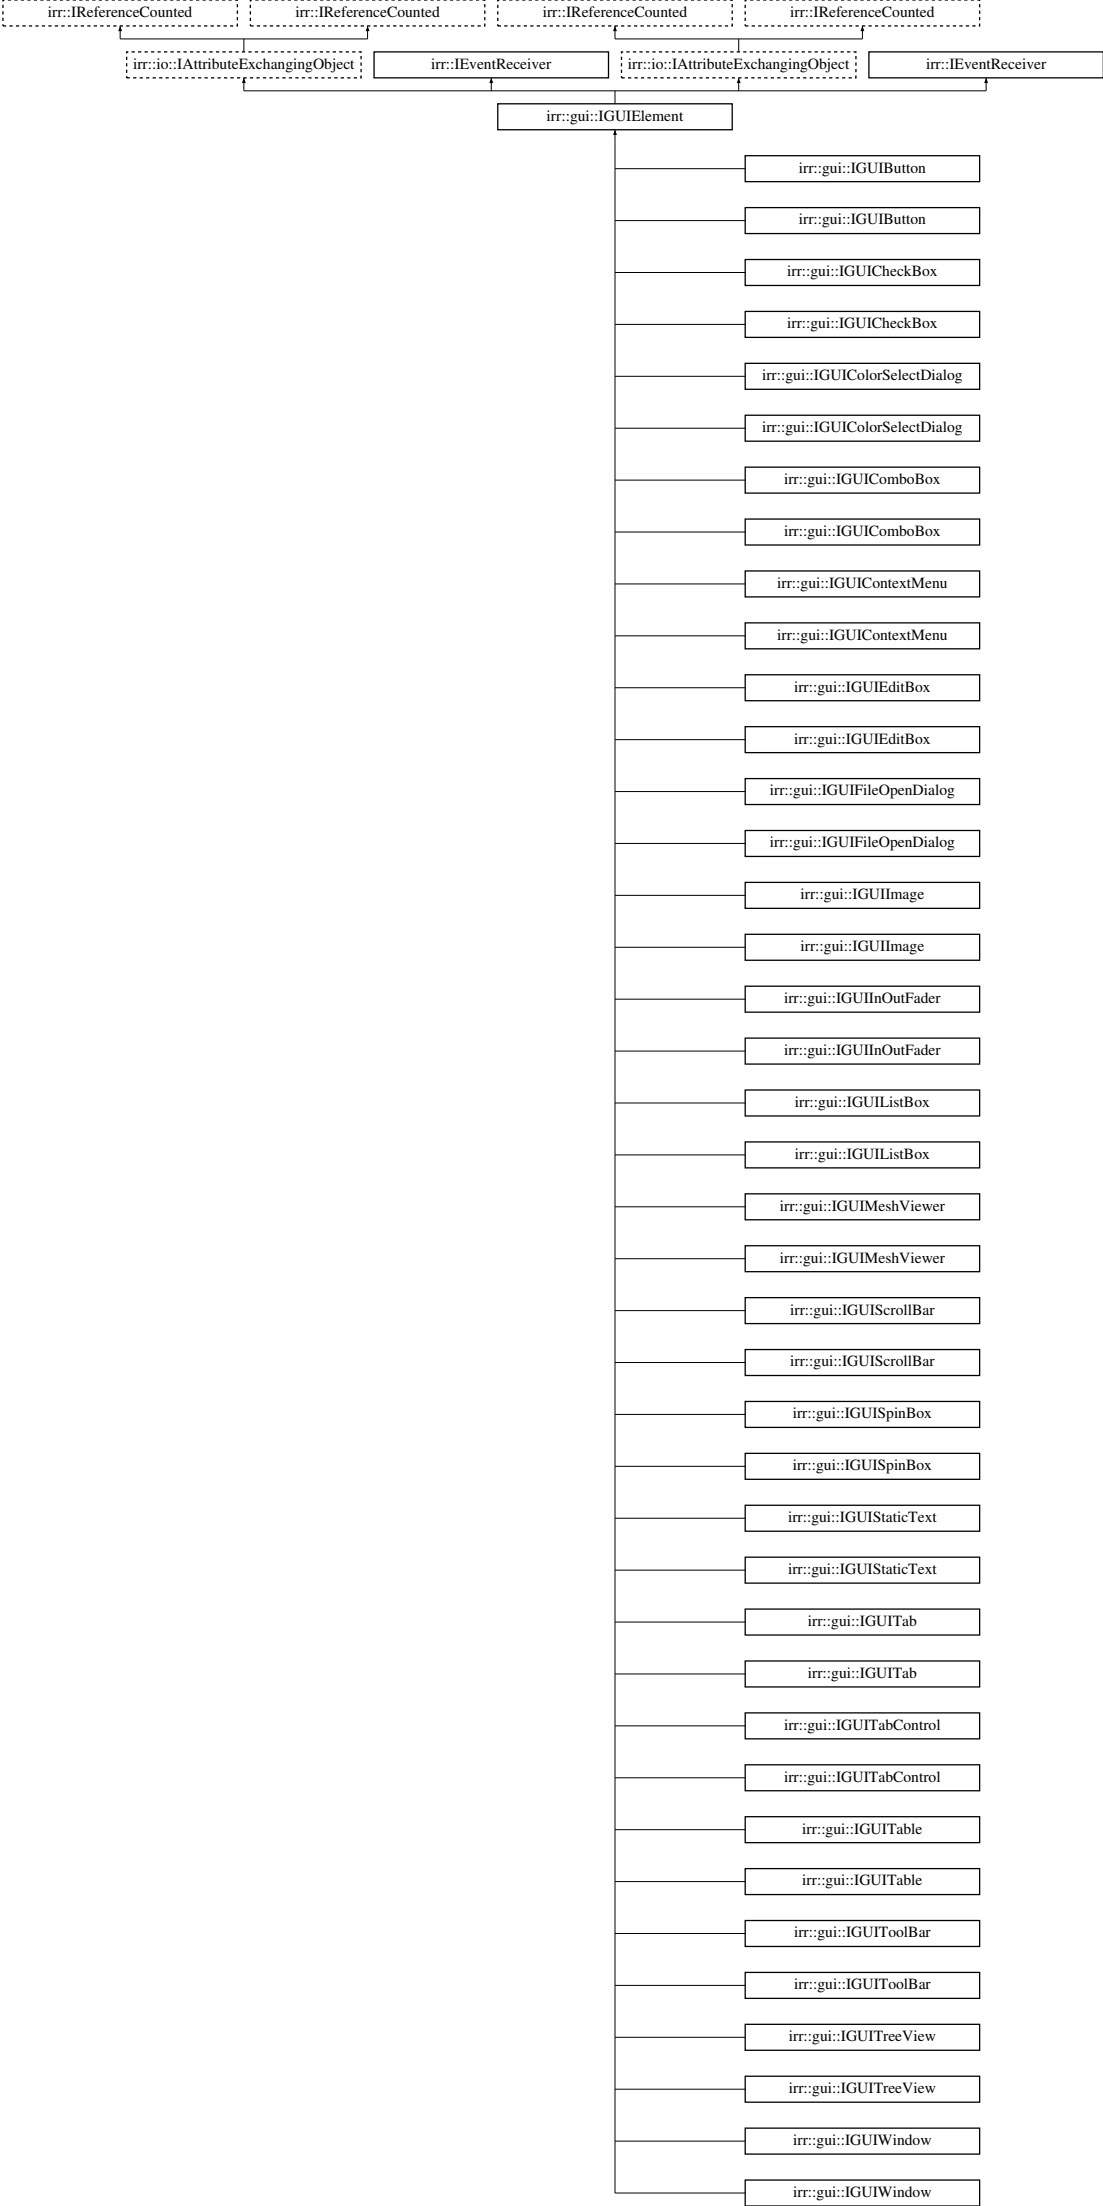 irr::IReferenceCounted irr::IReferenceCounted irr::IReferenceCounted irr::IReferenceCounted
irr::io::IAttributeExchangingObject irr::IEventReceiver irr::io::IAttributeExchangingObject irr::IEventReceiver
irr::gui::IGUIElement
irr::gui::IGUIButton
irr::gui::IGUIButton
irr::gui::IGUICheckBox
irr::gui::IGUICheckBox
irr::gui::IGUIColorSelectDialog
irr::gui::IGUIColorSelectDialog
irr::gui::IGUIComboBox
irr::gui::IGUIComboBox
irr::gui::IGUIContextMenu
irr::gui::IGUIContextMenu
irr::gui::IGUIEditBox
irr::gui::IGUIEditBox
irr::gui::IGUIFileOpenDialog
irr::gui::IGUIFileOpenDialog
irr::gui::IGUIImage
irr::gui::IGUIImage
irr::gui::IGUIInOutFader
irr::gui::IGUIInOutFader
irr::gui::IGUIListBox
irr::gui::IGUIListBox
irr::gui::IGUIMeshViewer
irr::gui::IGUIMeshViewer
irr::gui::IGUIScrollBar
irr::gui::IGUIScrollBar
irr::gui::IGUISpinBox
irr::gui::IGUISpinBox
irr::gui::IGUIStaticText
irr::gui::IGUIStaticText
irr::gui::IGUITab
irr::gui::IGUITab
irr::gui::IGUITabControl
irr::gui::IGUITabControl
irr::gui::IGUITable
irr::gui::IGUITable
irr::gui::IGUIToolBar
irr::gui::IGUIToolBar
irr::gui::IGUITreeView
irr::gui::IGUITreeView
irr::gui::IGUIWindow
irr::gui::IGUIWindow